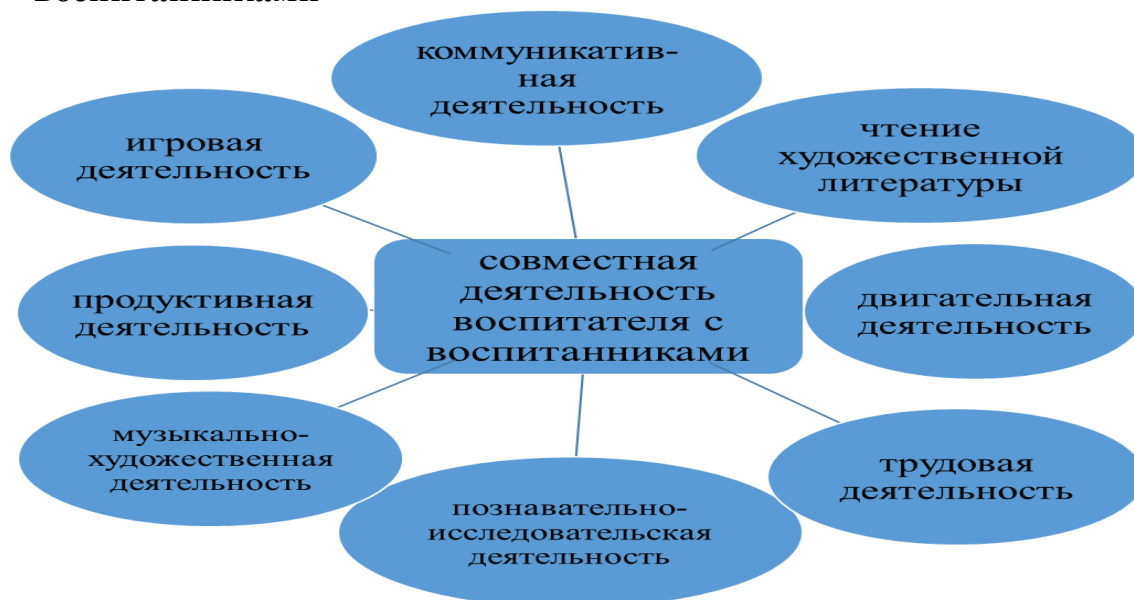 воспитанниками
коммуникатив-
ная
деятельность
игровая
деятельность
чтение
художественной
литературы
совместная
деятельность
воспитателя с
воспитанниками
продуктивная
деятельность
двигательная
деятельность
музыкально-
художественная
деятельность
трудовая
деятельность
познавательно-
исследовательская
деятельность